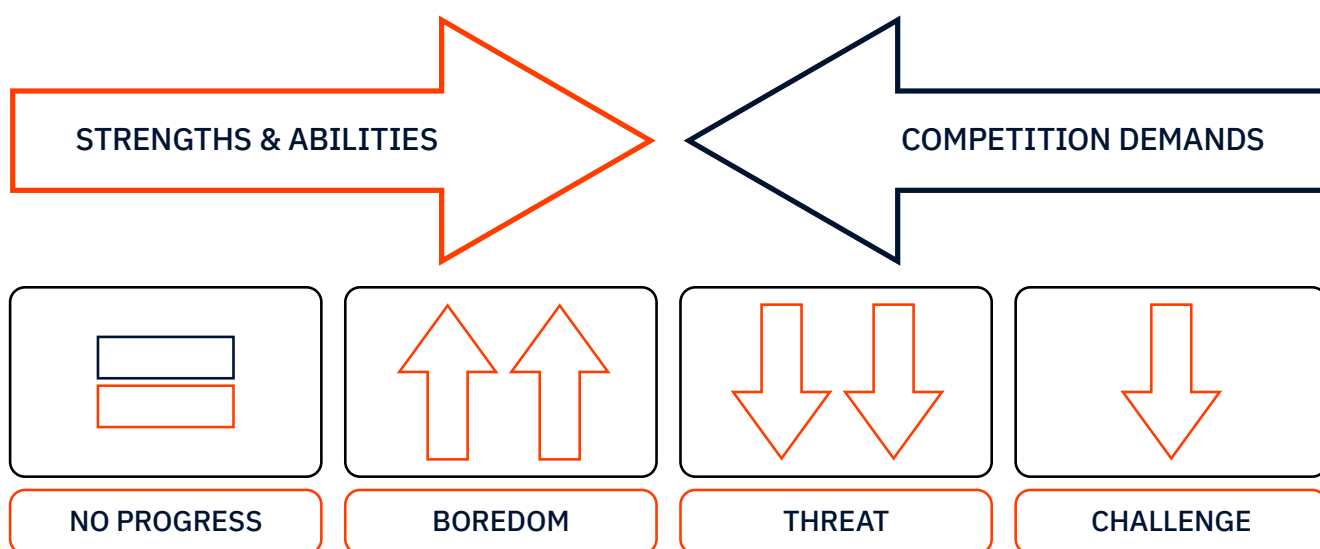 STRENGTHS & ABILITIES
COMPETITION DEMANDS
NO PROGRESS
BOREDOM
THREAT
CHALLENGE